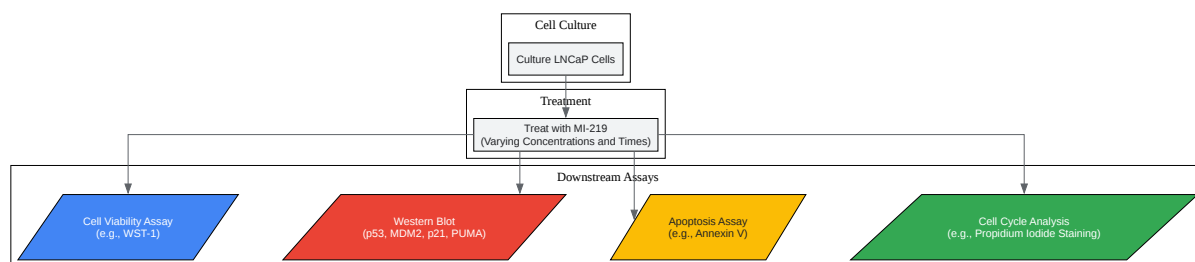 Cell Culture
Culture LNCaP Cells
Treatment
Treat with MI-219
(Varying Concentrations and Times)
Downstream Assays
Cell Viability Assay
(e.g., WST-1)
Western Blot
(p53, MDM2, p21, PUMA)
Apoptosis Assay
(e.g., Annexin V)
Cell Cycle Analysis
(e.g., Propidium Iodide Staining)